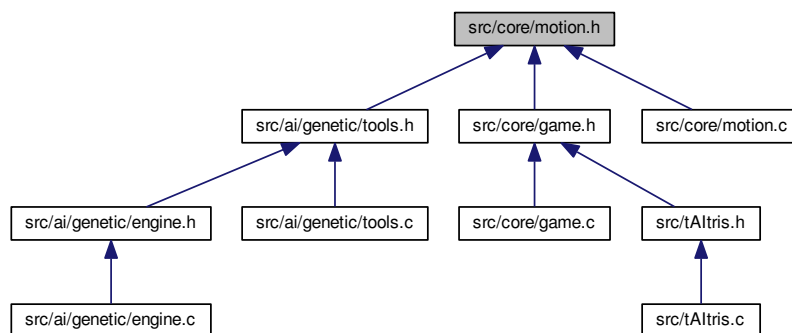 src/core/motion.h
src/ai/genetic/tools.h
src/core/game.h
src/core/motion.c
src/ai/genetic/engine.h
src/ai/genetic/tools.c
src/core/game.c
src/tAItris.h
src/ai/genetic/engine.c
src/tAItris.c